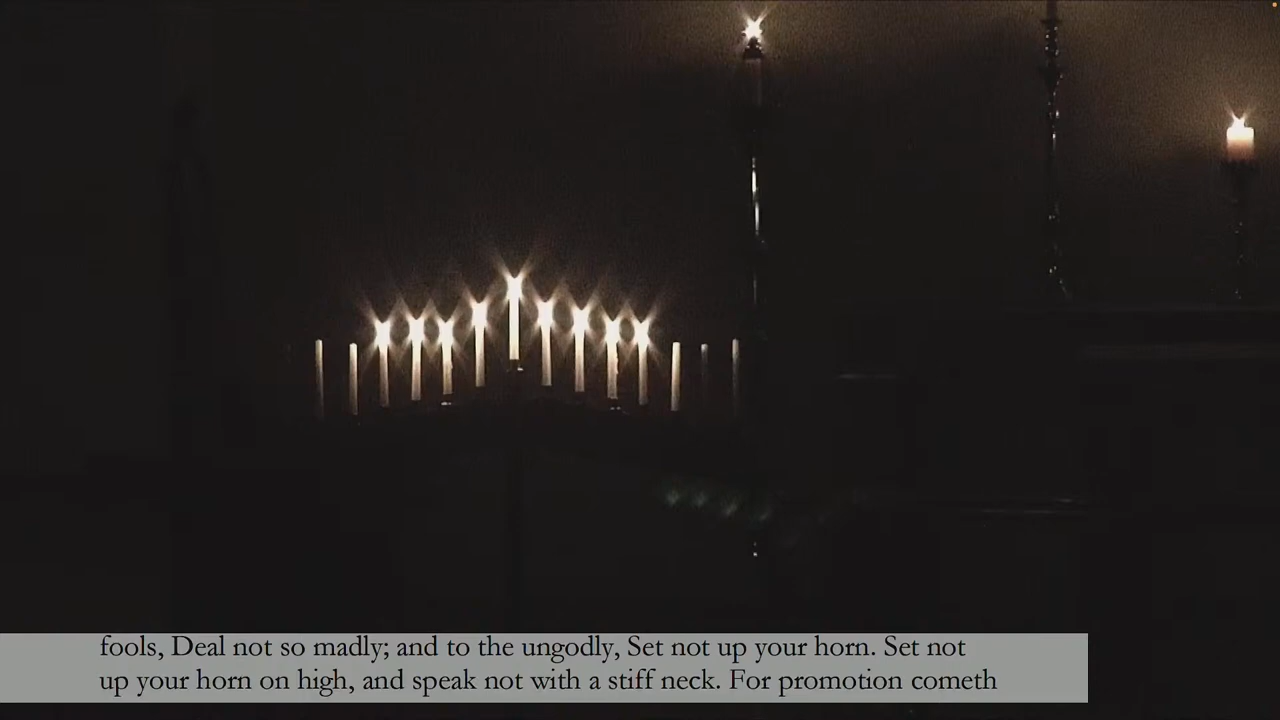 fools, Deal not so madly; and to the ungodly, Set not up your horn. Set not
up your horn on high, and speak not with a stiff neck. For promotion cometh